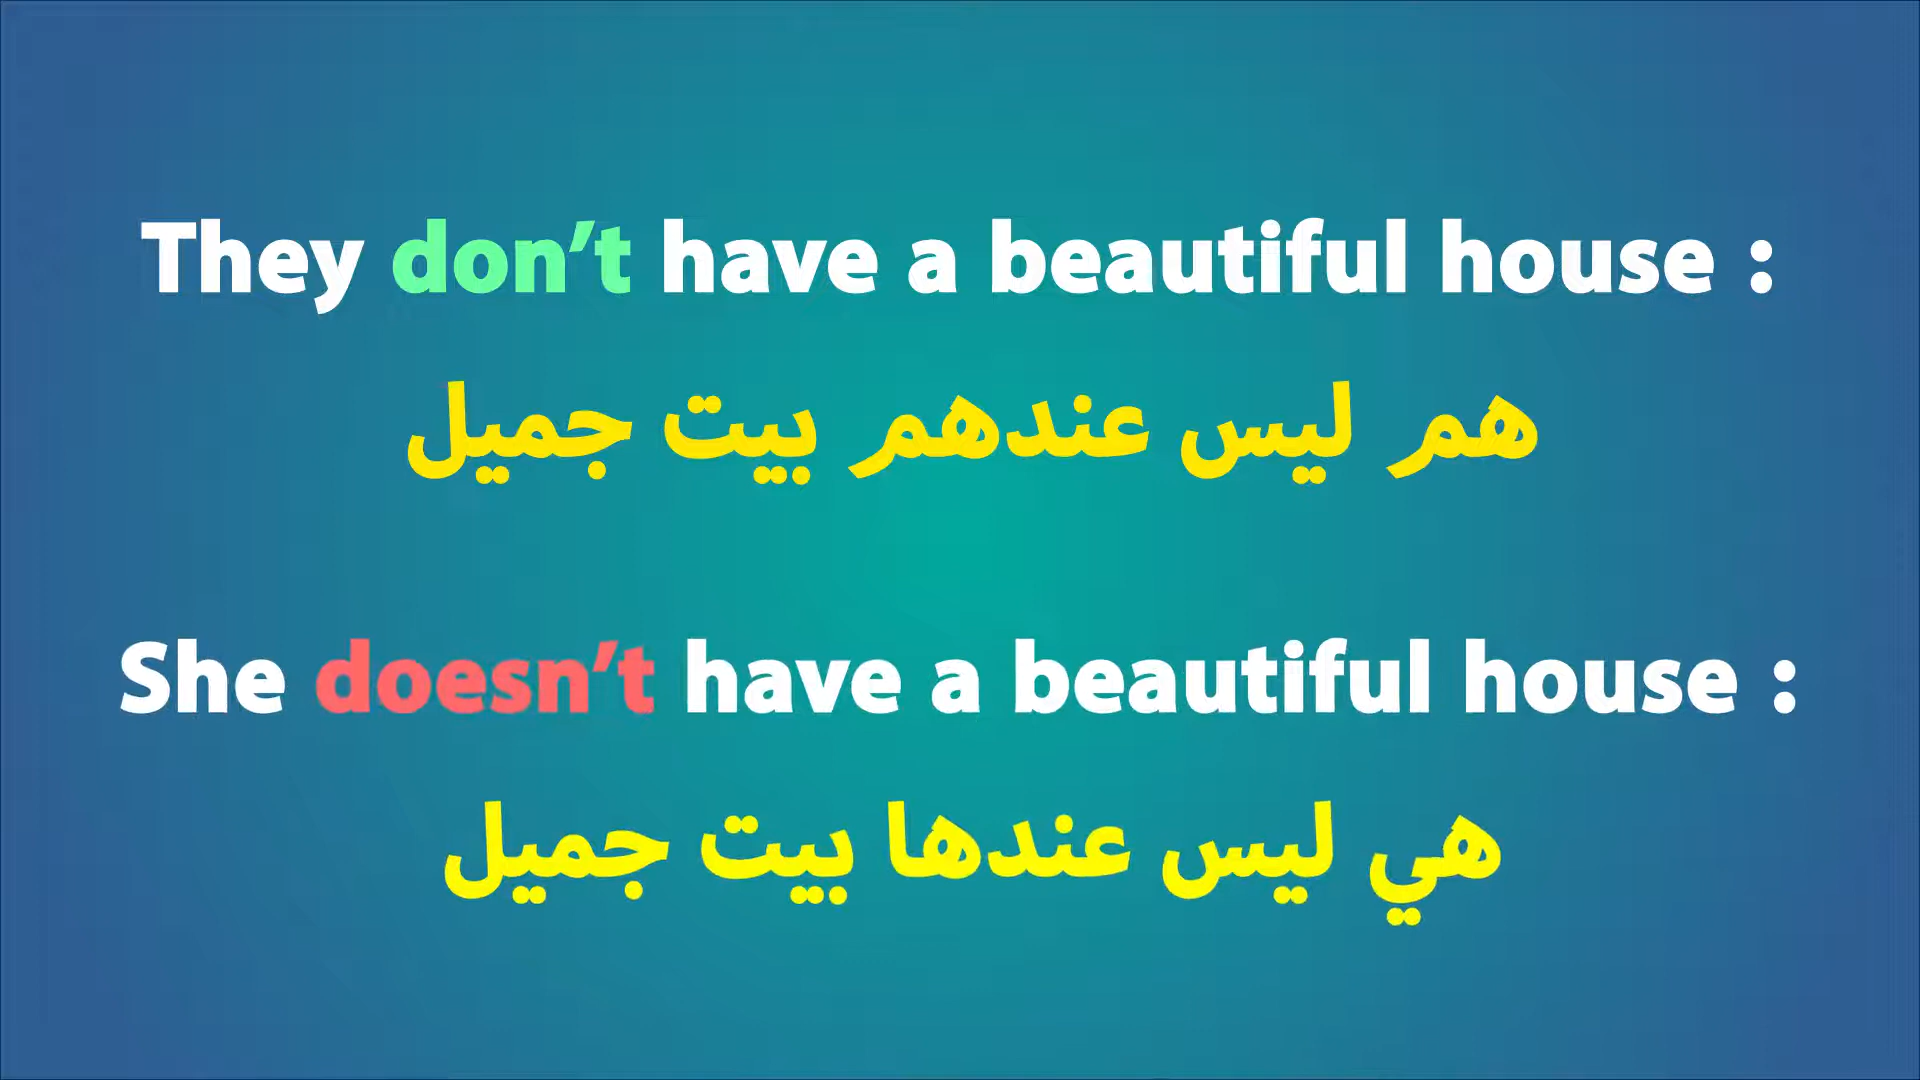 They don’t have a beautiful house :
هم ليس عندهم بيت جميل
She doesn’t have a beautiful house :
هي ليس عندها بيت جميل